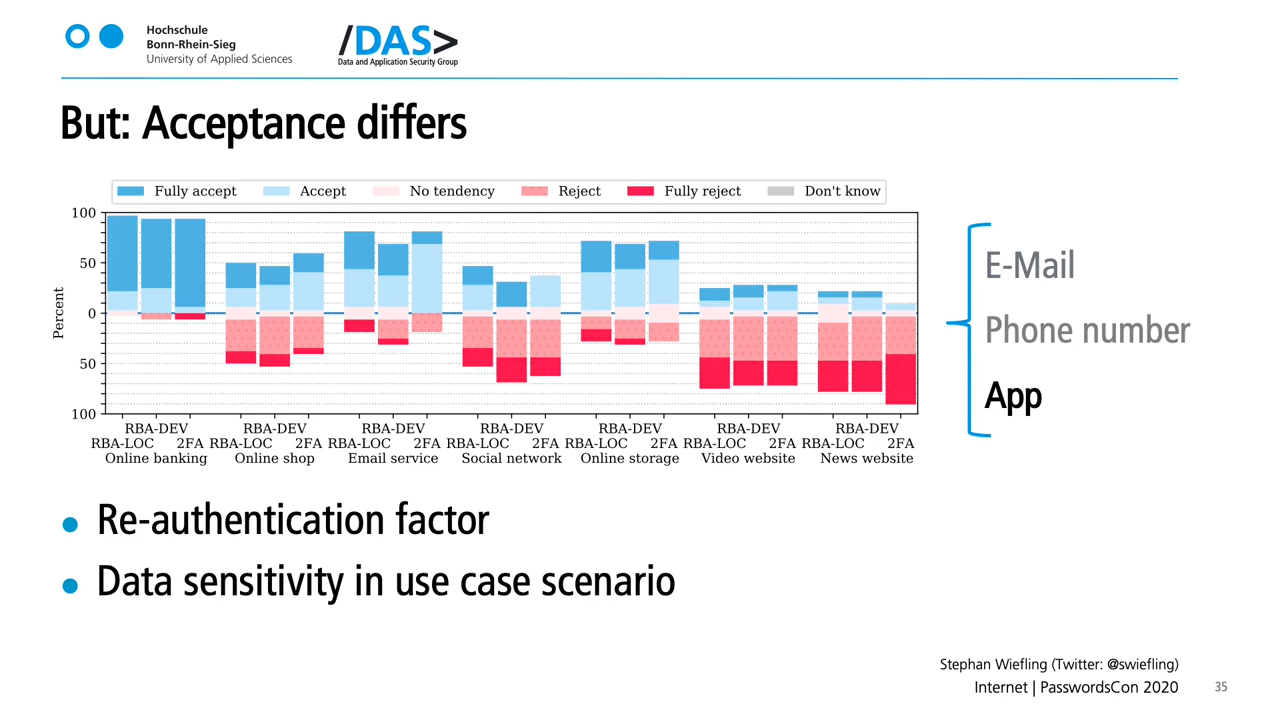 Hochschule
Bonn-Rhein-Sieg
University of Applied Sciences
/DAS>
Data and Application Security Group
But: Acceptance differs
Fully accept Accept No tendency Reject Fully reject Don't know
Percent
100
50
0
50
100
RBA-DEV RBA-DEV RBA-DEV RBA-DEV RBA-DEV RBA-DEV RBA-DEV
RBA-LOC 2FA RBA-LOC 2FA RBA-LOC 2FA RBA-LOC 2FA RBA-LOC 2FA RBA-LOC 2FA RBA-LOC 2FA
Online banking Online shop Email service Social network Online storage Video website News website
E-Mail
Phone number
App
• Re-authentication factor
• Data sensitivity in use case scenario
Stephan Wiefling (Twitter: @swiefling)
Internet | PasswordsCon 2020
35